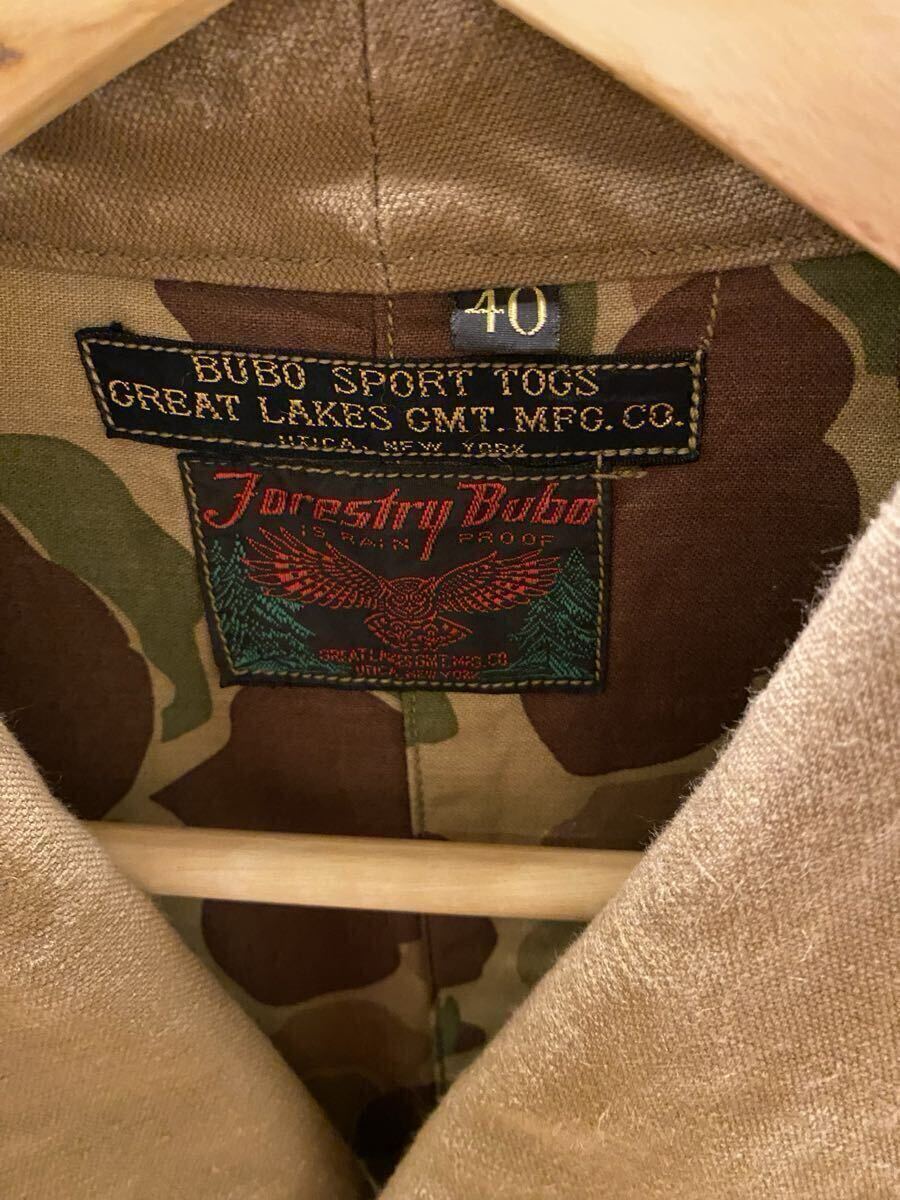 40
BUBO SPORT TOGS
GREAT LAKES GMT. MFG. CO.
UTICA, NEW YORK
Forestry Bubo
IS RAIN PROOF
GREAT LAKES GMT. MFG. CO
UTICA, NEW YORK